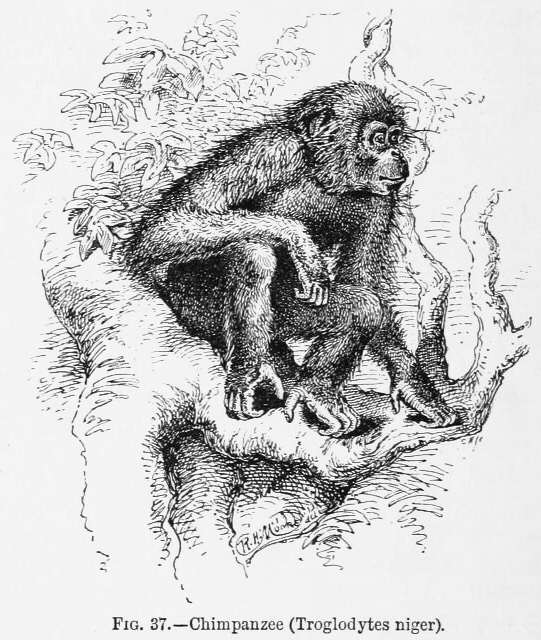 FIG. 37.—Chimpanzee (Troglodytes niger).